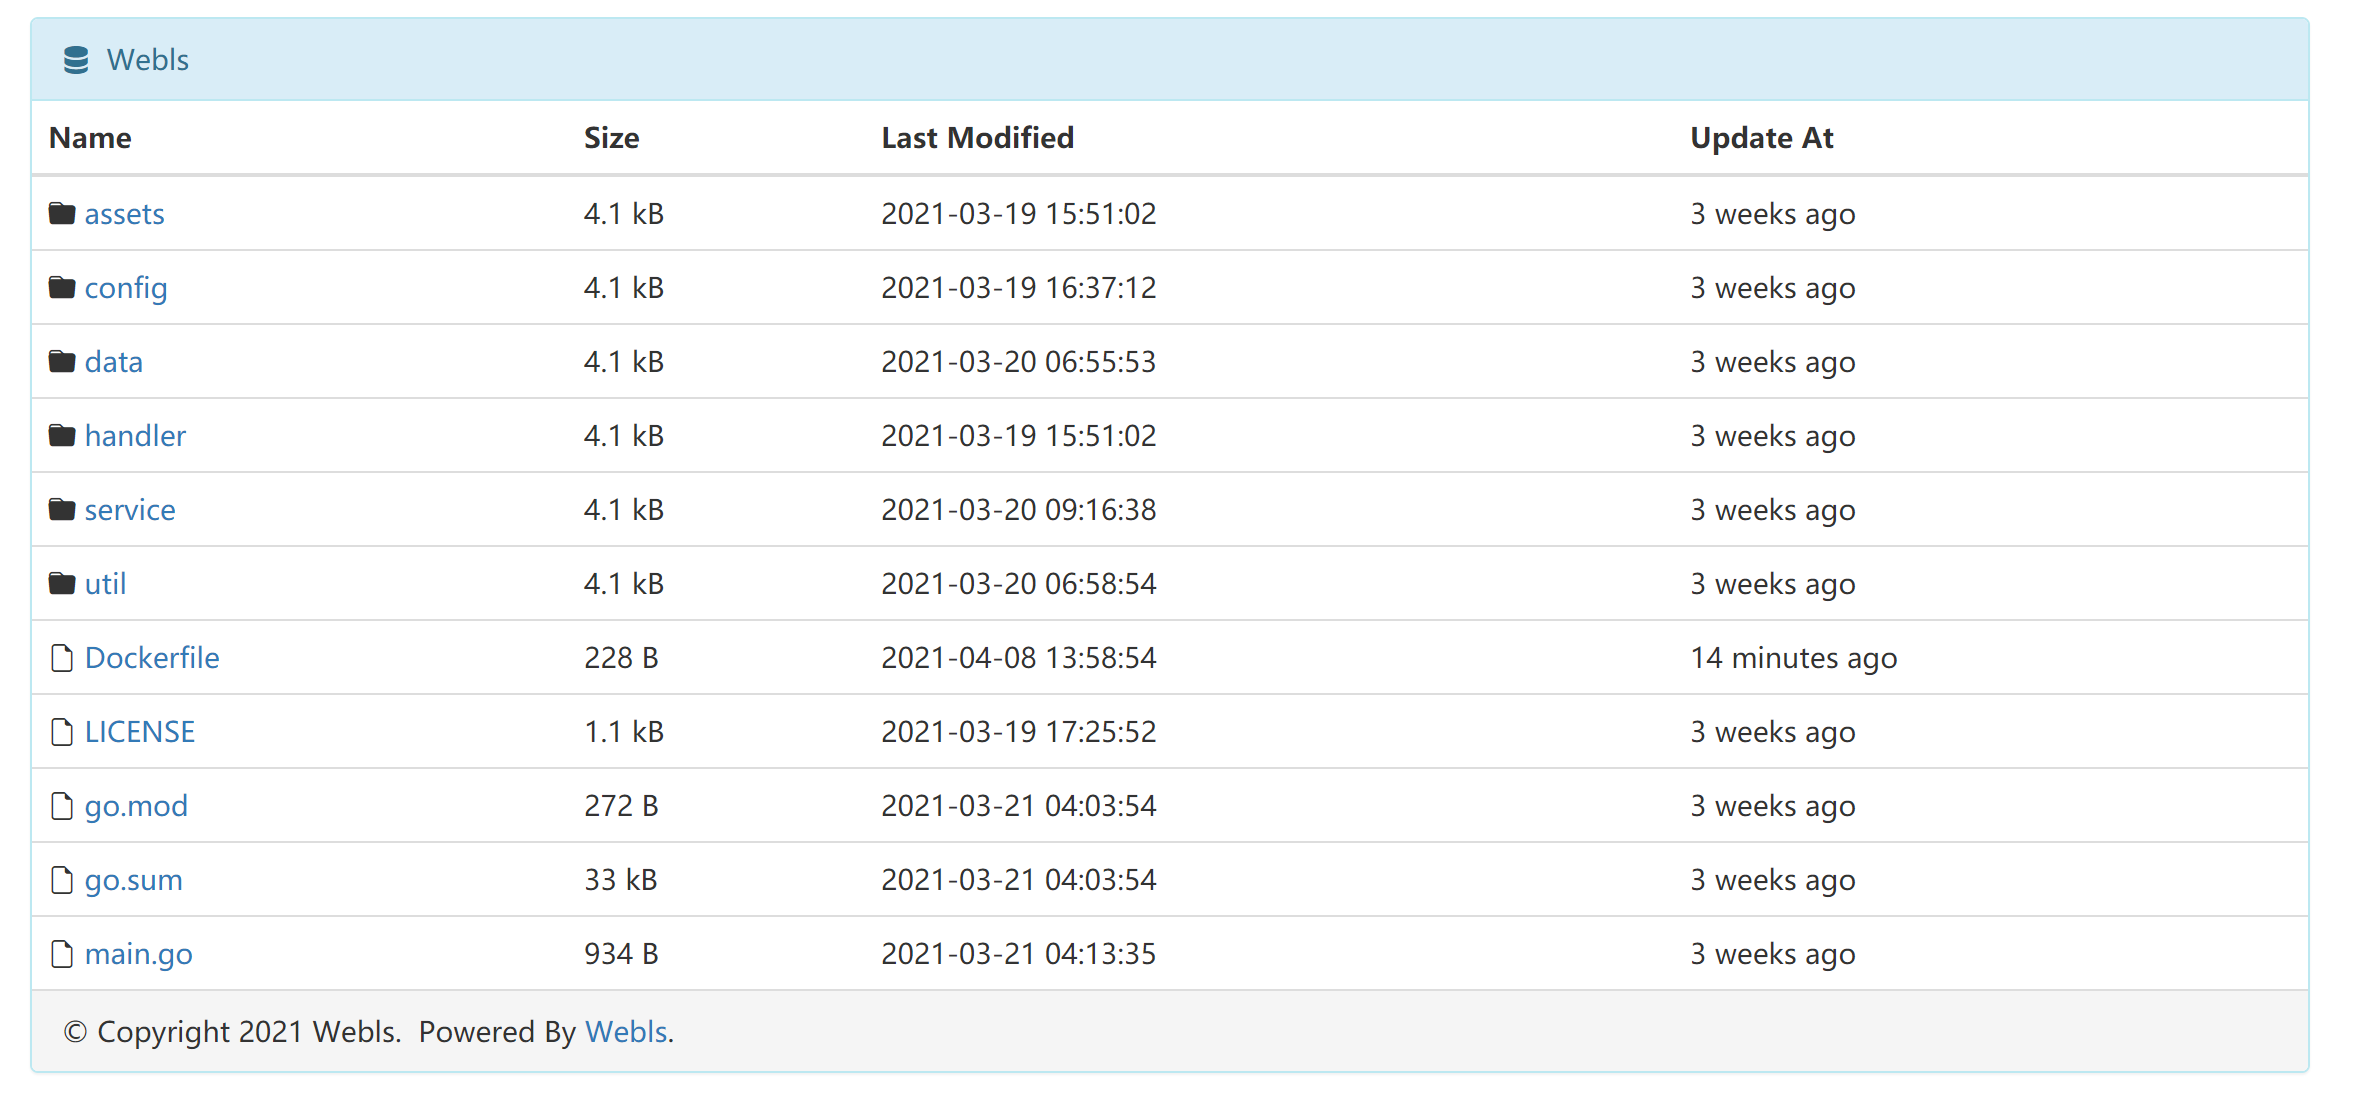 Webls
Name Size Last Modified Update At
assets 4.1 kB 2021-03-19 15:51:02 3 weeks ago
config 4.1 kB 2021-03-19 16:37:12 3 weeks ago
data 4.1 kB 2021-03-20 06:55:53 3 weeks ago
handler 4.1 kB 2021-03-19 15:51:02 3 weeks ago
service 4.1 kB 2021-03-20 09:16:38 3 weeks ago
util 4.1 kB 2021-03-20 06:58:54 3 weeks ago
Dockerfile 228 B 2021-04-08 13:58:54 14 minutes ago
LICENSE 1.1 kB 2021-03-19 17:25:52 3 weeks ago
go.mod 272 B 2021-03-21 04:03:54 3 weeks ago
go.sum 33 kB 2021-03-21 04:03:54 3 weeks ago
main.go 934 B 2021-03-21 04:13:35 3 weeks ago
© Copyright 2021 Webls. Powered By Webls.